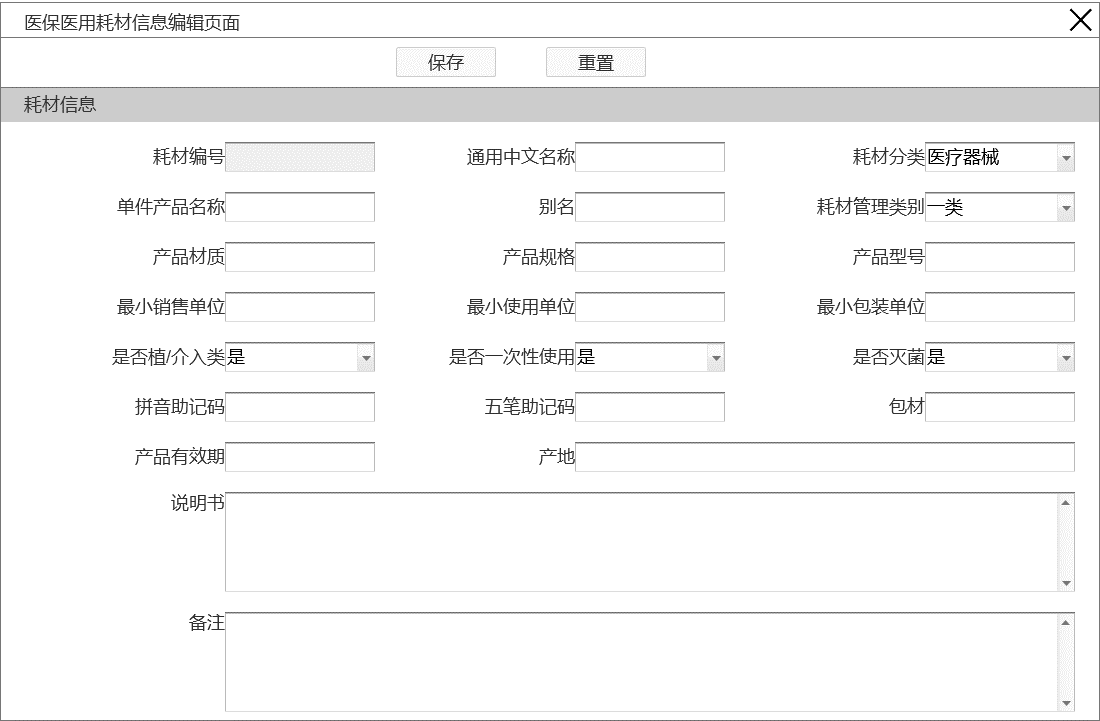 医保医用耗材信息编辑页面
保存 重置
耗材信息
耗材编号 通用中文名称 耗材分类 医疗器械
单件产品名称 别名 耗材管理类别 一类
产品材质 产品规格 产品型号
最小销售单位 最小使用单位 最小包装单位
是否植/介入类 是 是否一次性使用 是 是否灭菌 是
拼音助记码 五笔助记码 包材
产品有效期 产地
说明书
备注